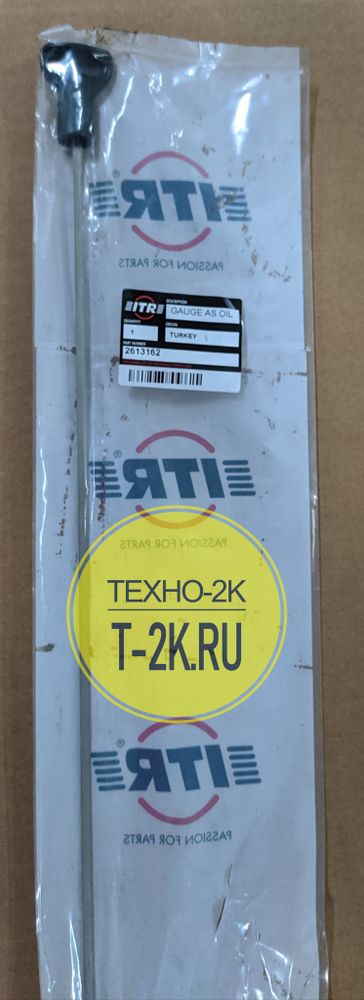 ITR®
PASSION FOR PARTS
ITR
DESCRIPTION
GAUGE AS OIL
QUANTITY
1
ORIGIN
TURKEY
PART NUMBER
2613162
ITR®
PASSION FOR PARTS
ТЕХНО-2К
T-2K.RU
ITR®
PASSION FOR PARTS